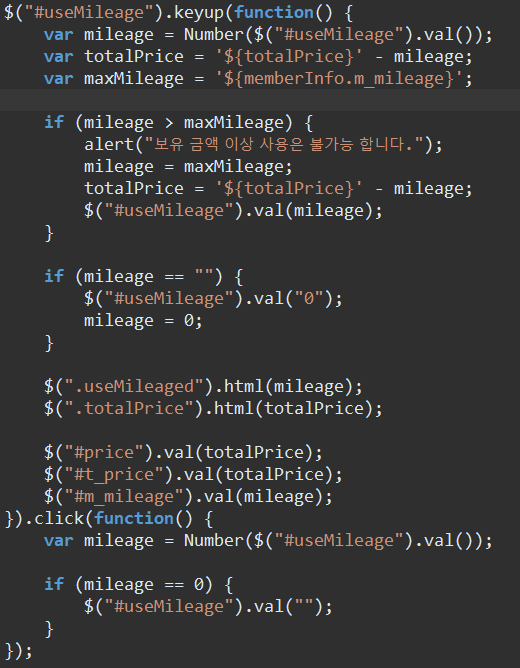 $("#useMileage").keyup(function() {
    var mileage = Number($("#useMileage").val());
    var totalPrice = '${totalPrice}' - mileage;
    var maxMileage = '${memberInfo.m_mileage}';

    if (mileage > maxMileage) {
        alert("보유 금액 이상 사용은 불가능 합니다.");
        mileage = maxMileage;
        totalPrice = '${totalPrice}' - mileage;
        $("#useMileage").val(mileage);
    }

    if (mileage == "") {
        $("#useMileage").val("0");
        mileage = 0;
    }

    $(".useMileaged").html(mileage);
    $(".totalPrice").html(totalPrice);

    $("#price").val(totalPrice);
    $("#t_price").val(totalPrice);
    $("#m_mileage").val(mileage);
}).click(function() {
    var mileage = Number($("#useMileage").val());

    if (mileage == 0) {
        $("#useMileage").val("");
    }
});